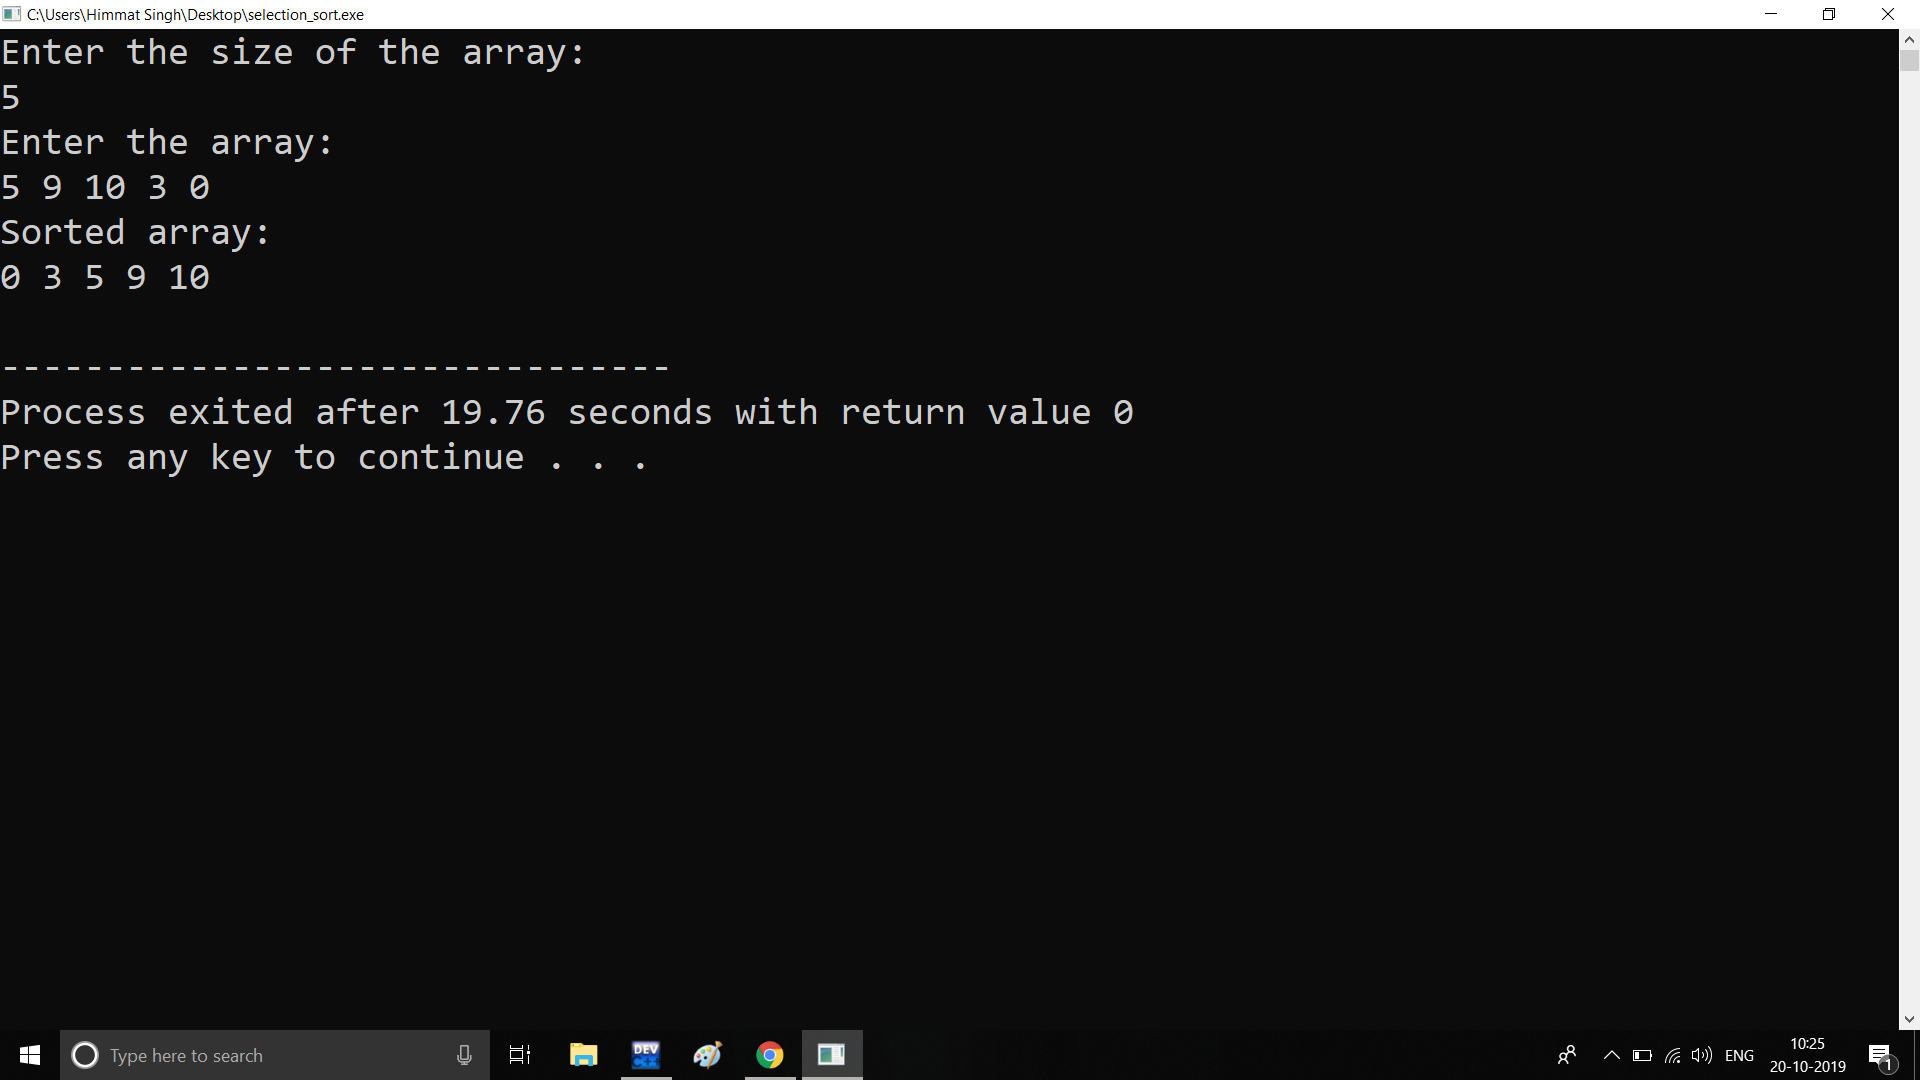 C:\Users\Himmat Singh\Desktop\selection_sort.exe
Enter the size of the array:
5
Enter the array:
5 9 10 3 0
Sorted array:
0 3 5 9 10
--------------------------------
Process exited after 19.76 seconds with return value 0
Press any key to continue . . .
Type here to search
DEV
C++
ENG
10:25
20-10-2019
1